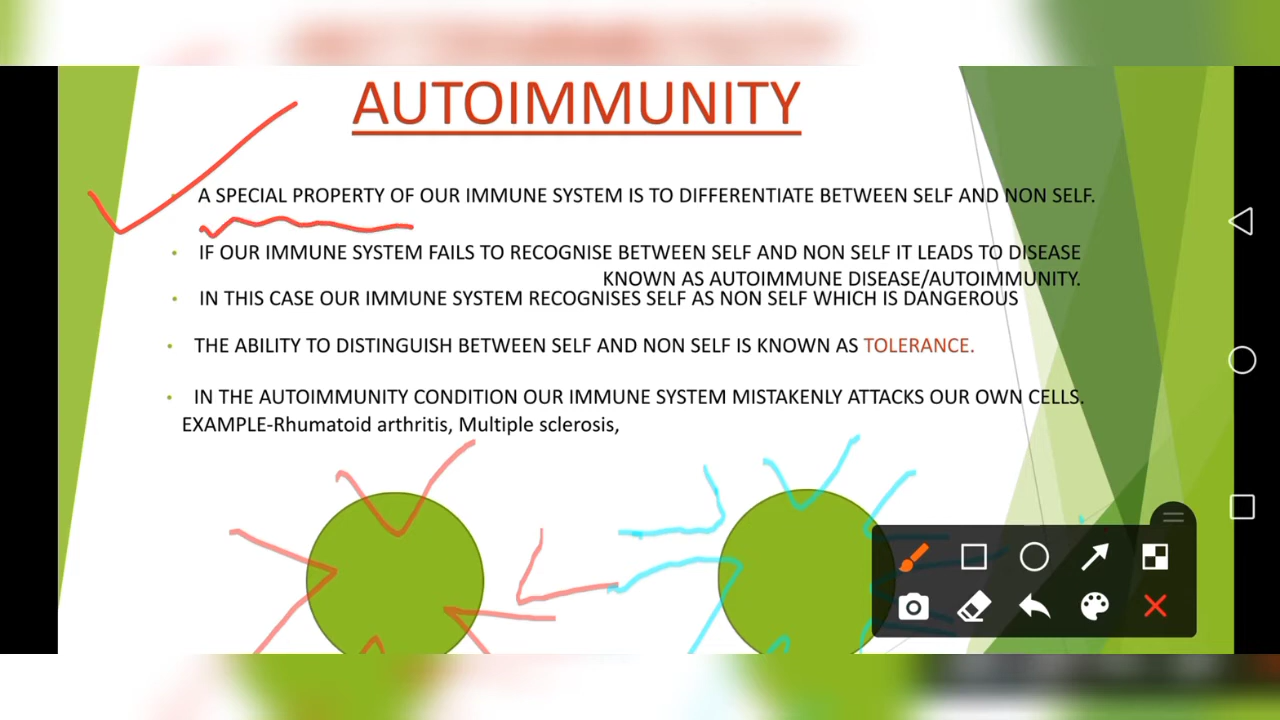 AUTOIMMUNITY
A SPECIAL PROPERTY OF OUR IMMUNE SYSTEM IS TO DIFFERENTIATE BETWEEN SELF AND NON SELF.
IF OUR IMMUNE SYSTEM FAILS TO RECOGNISE BETWEEN SELF AND NON SELF IT LEADS TO DISEASE
KNOWN AS AUTOIMMUNE DISEASE/AUTOIMMUNITY.
IN THIS CASE OUR IMMUNE SYSTEM RECOGNISES SELF AS NON SELF WHICH IS DANGEROUS
THE ABILITY TO DISTINGUISH BETWEEN SELF AND NON SELF IS KNOWN AS TOLERANCE.
IN THE AUTOIMMUNITY CONDITION OUR IMMUNE SYSTEM MISTAKENLY ATTACKS OUR OWN CELLS.
EXAMPLE-Rhumatoid arthritis, Multiple sclerosis,